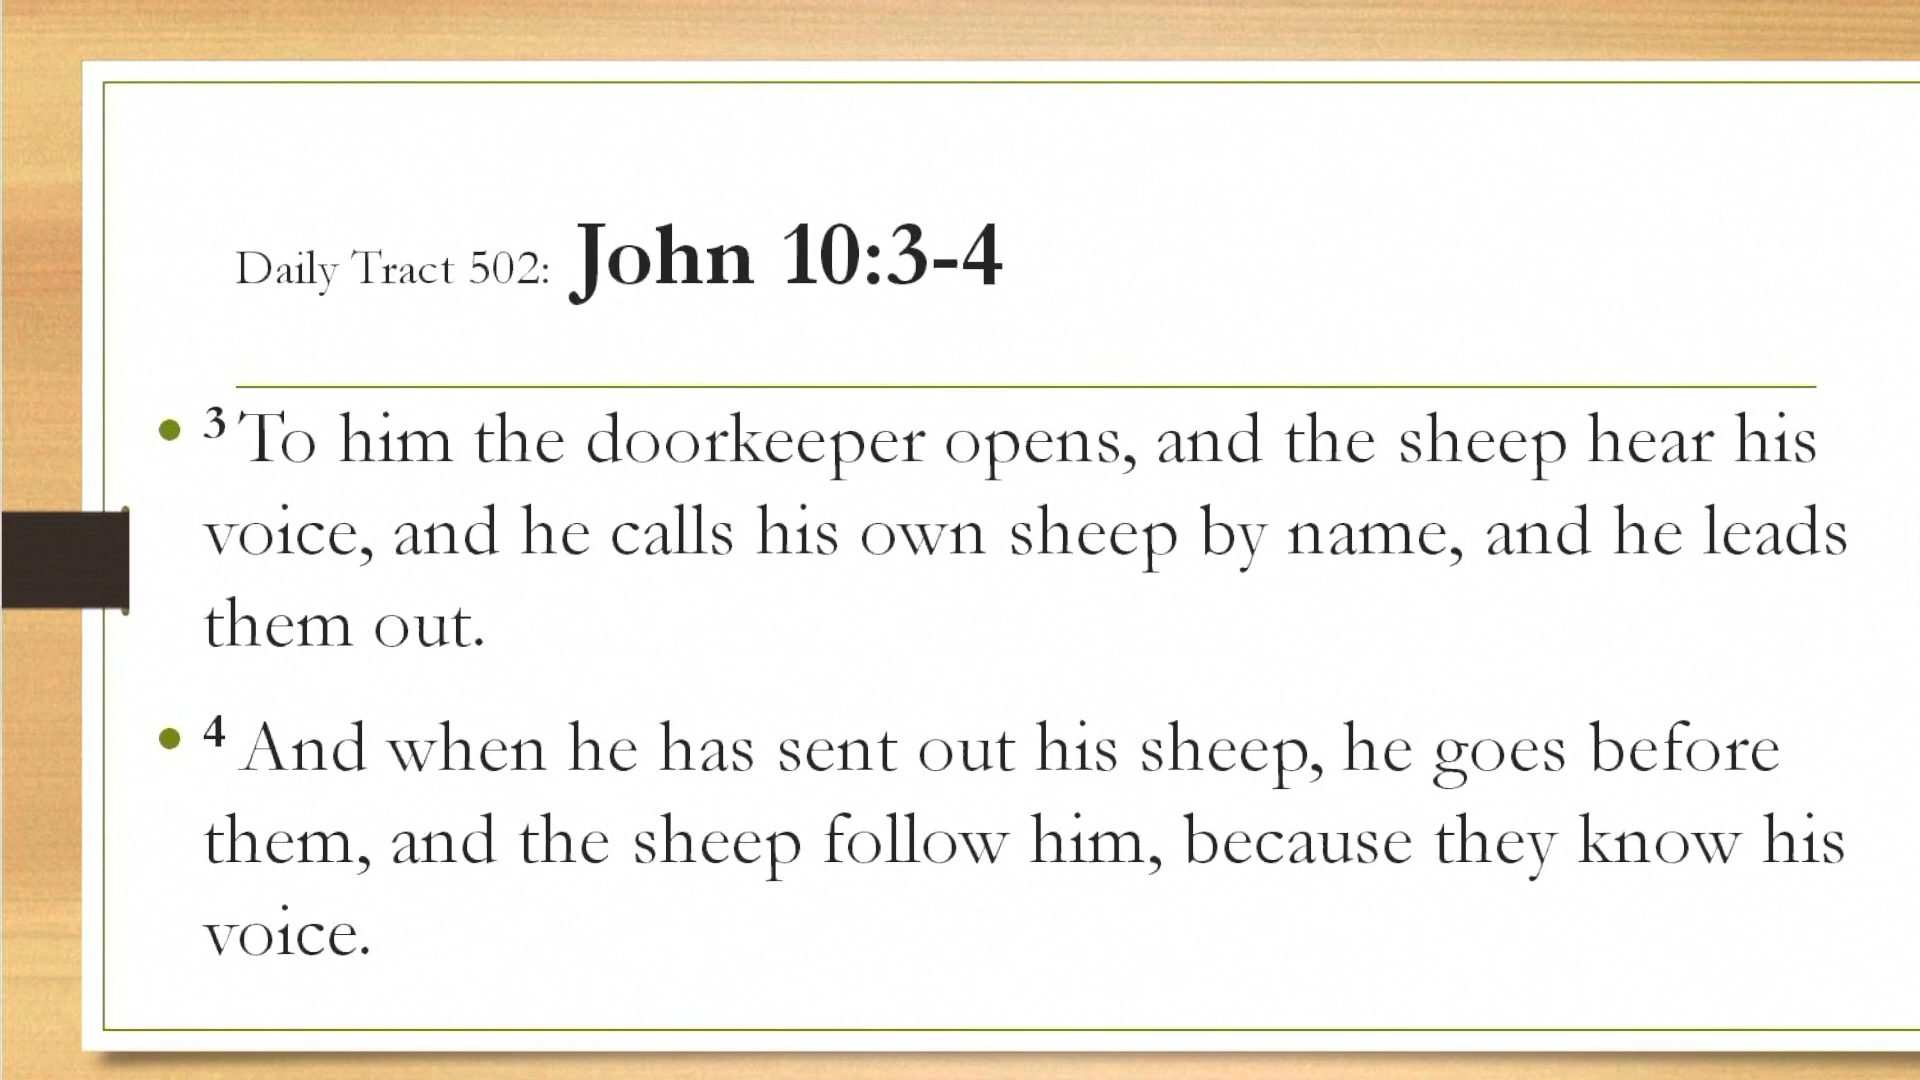 Daily Tract 502: John 10:3-4
• 3 To him the doorkeeper opens, and the sheep hear his
voice, and he calls his own sheep by name, and he leads
them out.
• 4 And when he has sent out his sheep, he goes before
them, and the sheep follow him, because they know his
voice.